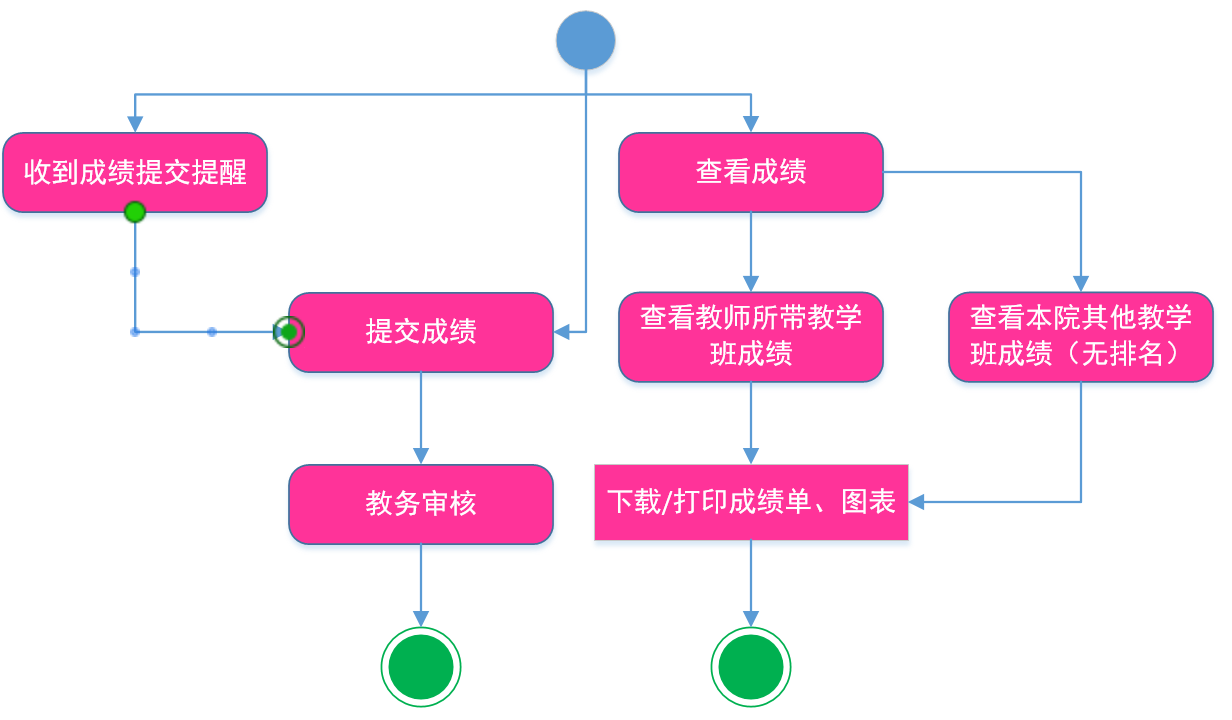 收到成绩提交提醒
查看成绩
提交成绩
查看教师所带教学
班成绩
查看本院其他教学
班成绩（无排名）
教务审核
下载/打印成绩单、图表